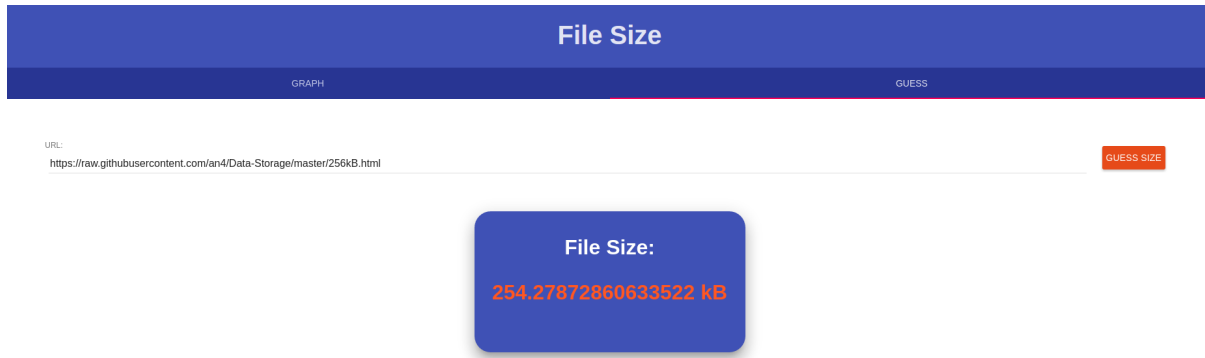 File Size
GRAPH GUESS
URL:
https://raw.githubusercontent.com/an4/Data-Storage/master/256kB.html
GUESS SIZE
File Size:
254.27872860633522 kB